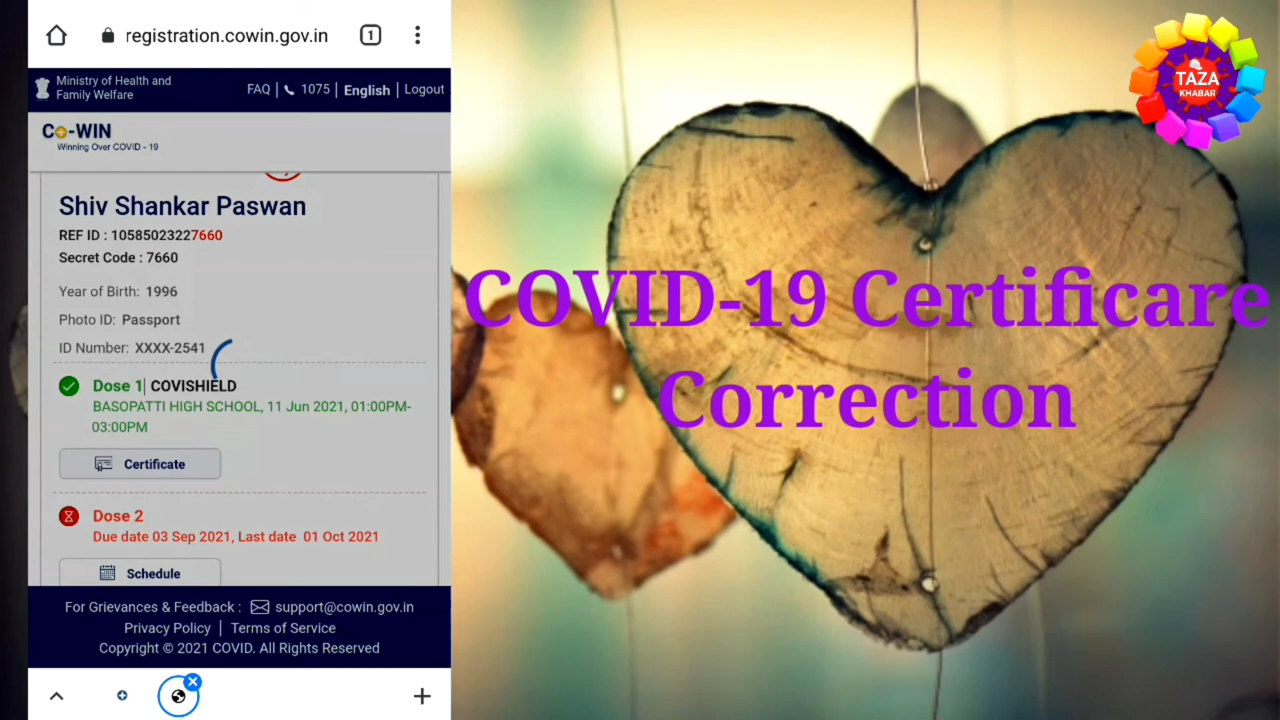 registration.cowin.gov.in
1
Ministry of Health and
Family Welfare
FAQ | 1075 | English | Logout
Co-WIN
Winning Over COVID - 19
Shiv Shankar Paswan
REF ID : 10585023227660
Secret Code : 7660
Year of Birth: 1996
Photo ID: Passport
ID Number: XXXX-2541
Dose 1| COVISHIELD
BASOPATTI HIGH SCHOOL, 11 Jun 2021, 01:00PM-
03:00PM
Certificate
Dose 2
Due date 03 Sep 2021, Last date 01 Oct 2021
Schedule
For Grievances & Feedback : support@cowin.gov.in
Privacy Policy | Terms of Service
Copyright © 2021 COVID. All Rights Reserved
TAZA
KHABAR
COVID-19 Certificare
Correction